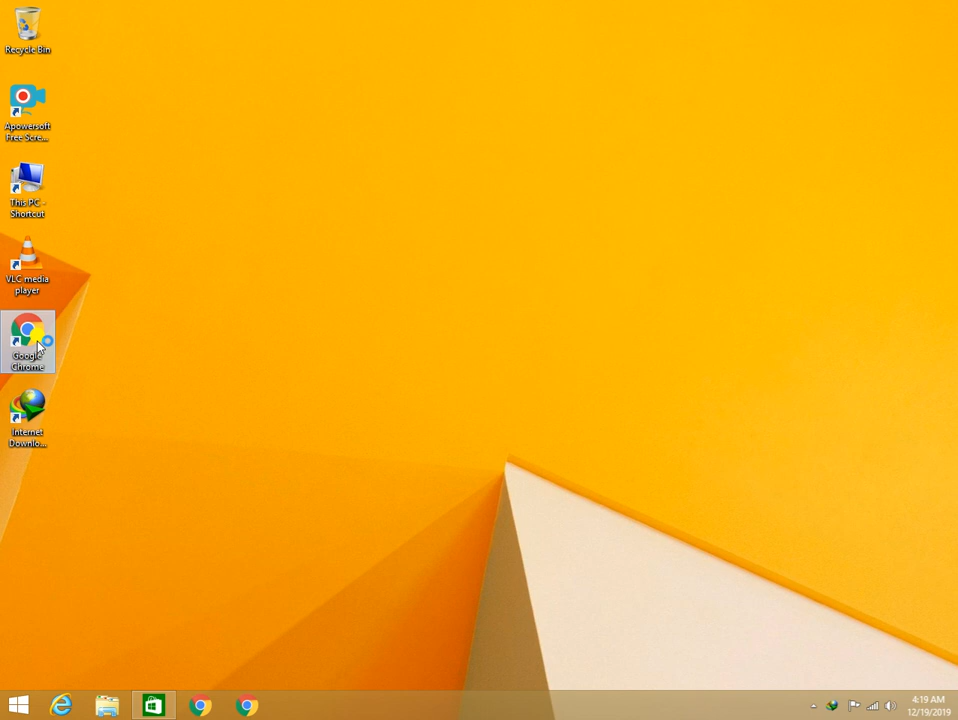 Recycle Bin
Apowersoft
Free Scre...
This PC -
Shortcut
VLC media
player
Google
Chrome
Internet
Downlo...
4:19 AM
12/19/2019